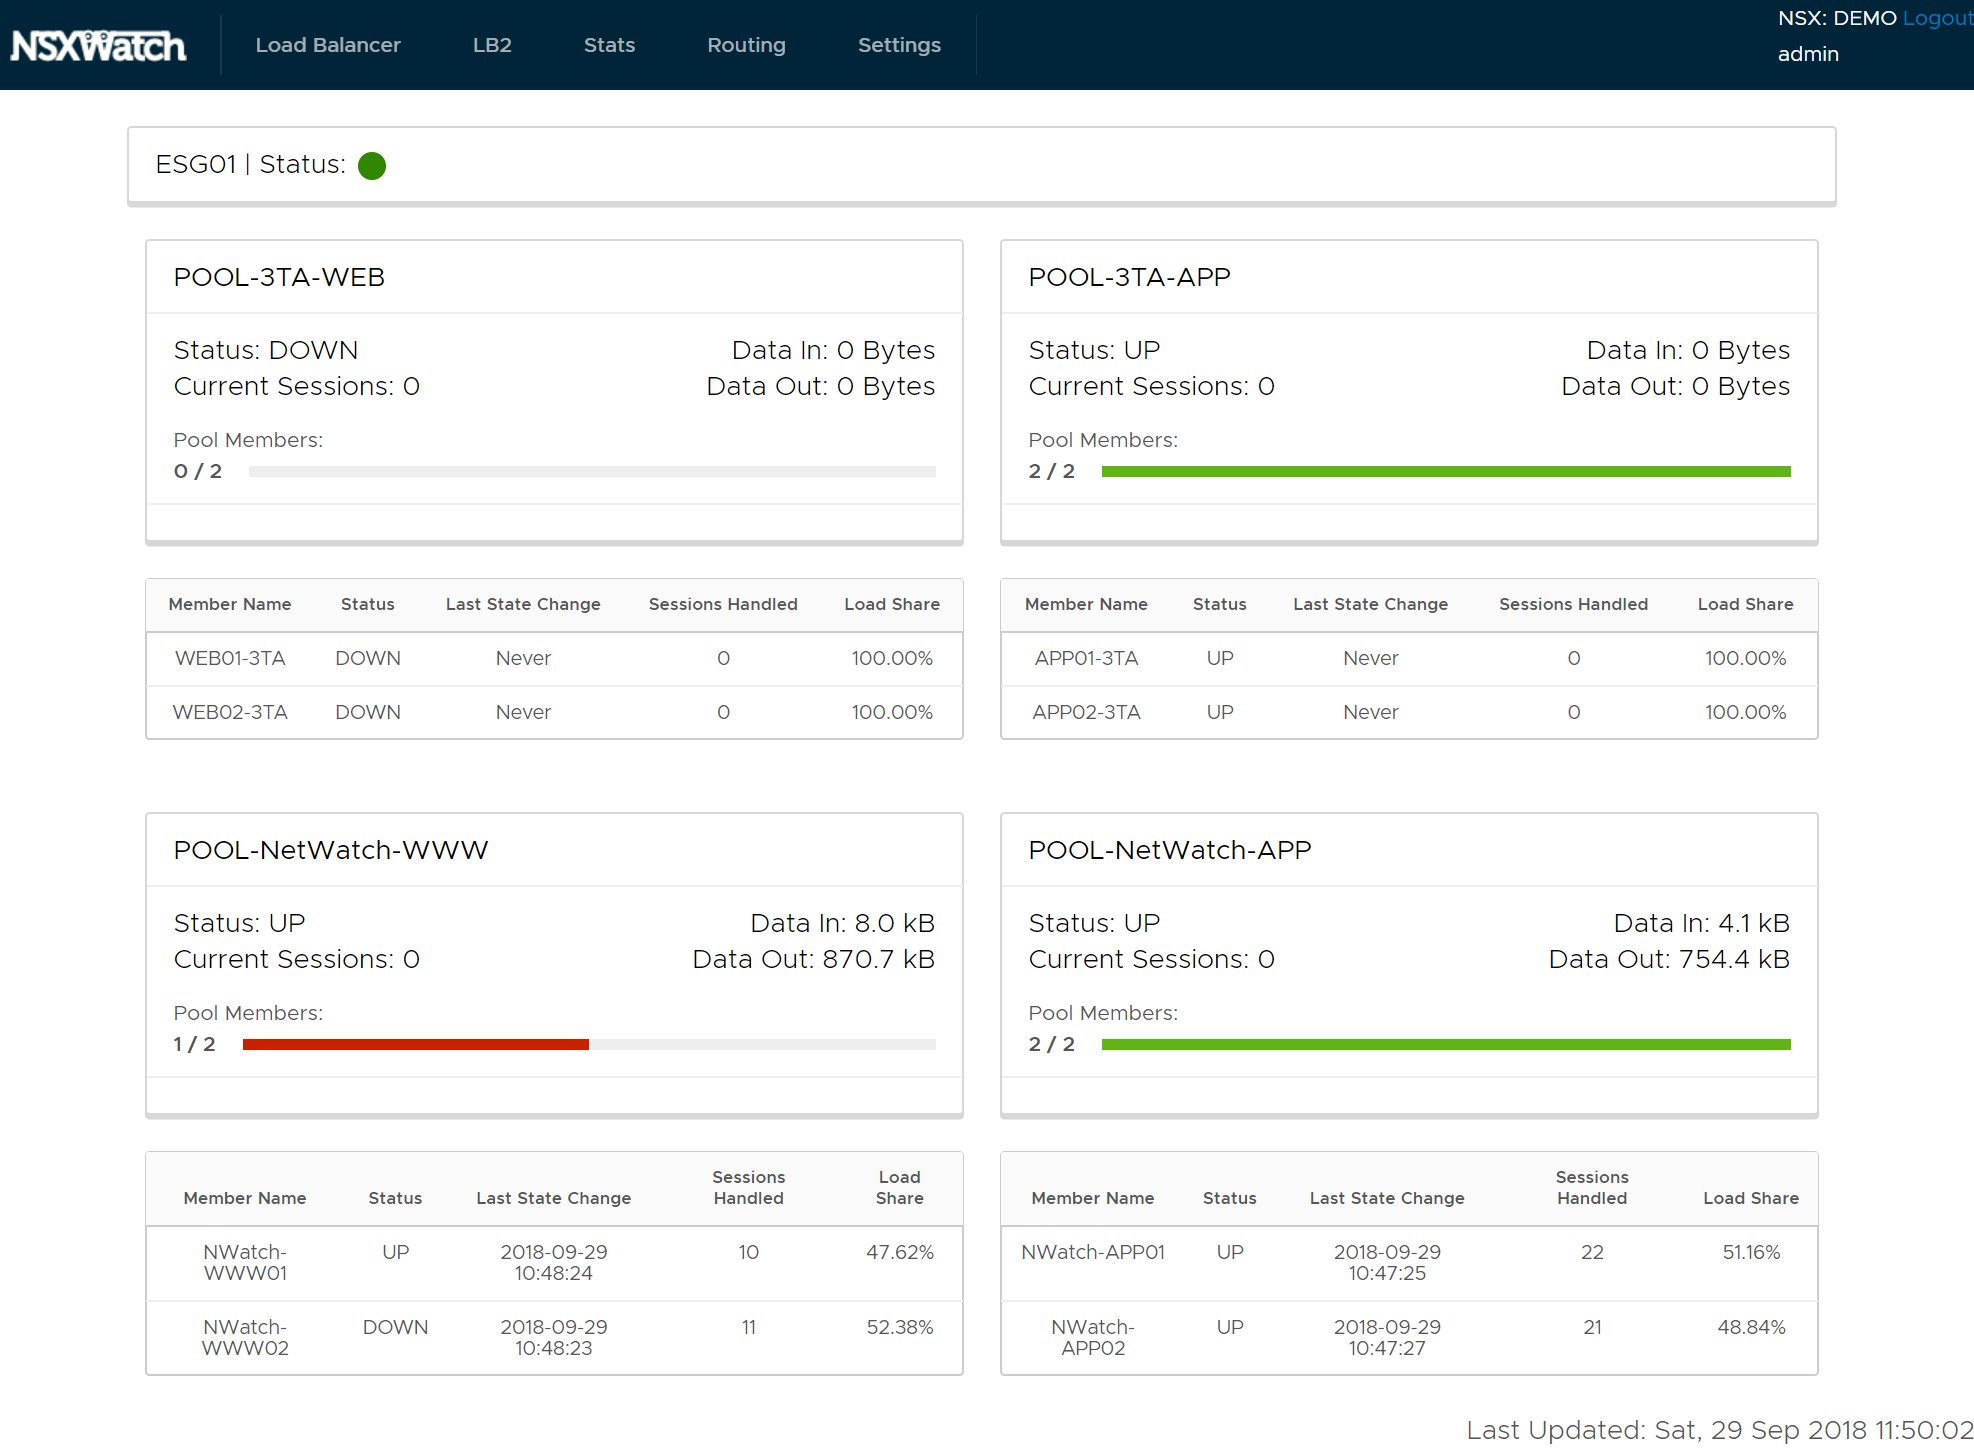 NSXWatch
Load Balancer
LB2
Stats
Routing
Settings
NSX: DEMO Logout
admin
ESG01 | Status:
POOL-3TA-WEB
Status: DOWN
Data In: 0 Bytes
Current Sessions: 0
Data Out: 0 Bytes
Pool Members:
0 / 2
POOL-3TA-APP
Status: UP
Data In: 0 Bytes
Current Sessions: 0
Data Out: 0 Bytes
Pool Members:
2 / 2
Member Name Status Last State Change Sessions Handled Load Share
WEB01-3TA DOWN Never 0 100.00%
WEB02-3TA DOWN Never 0 100.00%
Member Name Status Last State Change Sessions Handled Load Share
APP01-3TA UP Never 0 100.00%
APP02-3TA UP Never 0 100.00%
POOL-NetWatch-WWW
Status: UP
Data In: 8.0 kB
Current Sessions: 0
Data Out: 870.7 kB
Pool Members:
1 / 2
POOL-NetWatch-APP
Status: UP
Data In: 4.1 kB
Current Sessions: 0
Data Out: 754.4 kB
Pool Members:
2 / 2
Sessions Load
Member Name Status Last State Change Handled Share
NWatch- UP 2018-09-29 10 47.62%
WWW01 10:48:24
NWatch- DOWN 2018-09-29 11 52.38%
WWW02 10:48:23
Sessions
Member Name Status Last State Change Handled Load Share
NWatch-APP01 UP 2018-09-29 22 51.16%
10:47:25
NWatch- UP 2018-09-29 21 48.84%
APP02 10:47:27
Last Updated: Sat, 29 Sep 2018 11:50:02